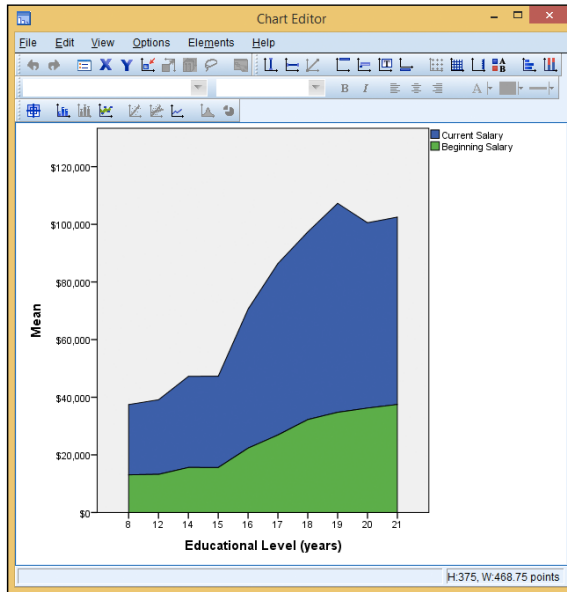 Chart Editor
File Edit View Options Elements Help
X Y
B I A
Current Salary
Beginning Salary
$120,000
$100,000
$80,000
$60,000
$40,000
$20,000
$0
Mean
8 12 14 15 16 17 18 19 20 21
Educational Level (years)
H:375, W:468.75 points